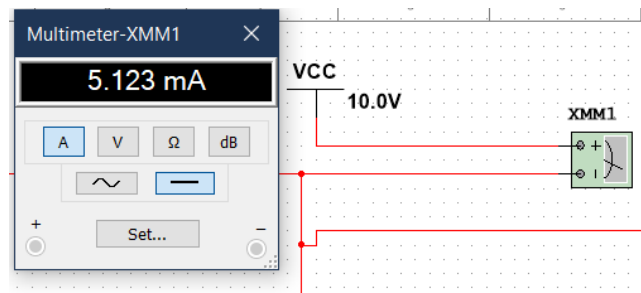 Multimeter-XMM1
5.123 mA
A V Ω dB
+ −
Set...
VCC
10.0V
XMM1
+
−